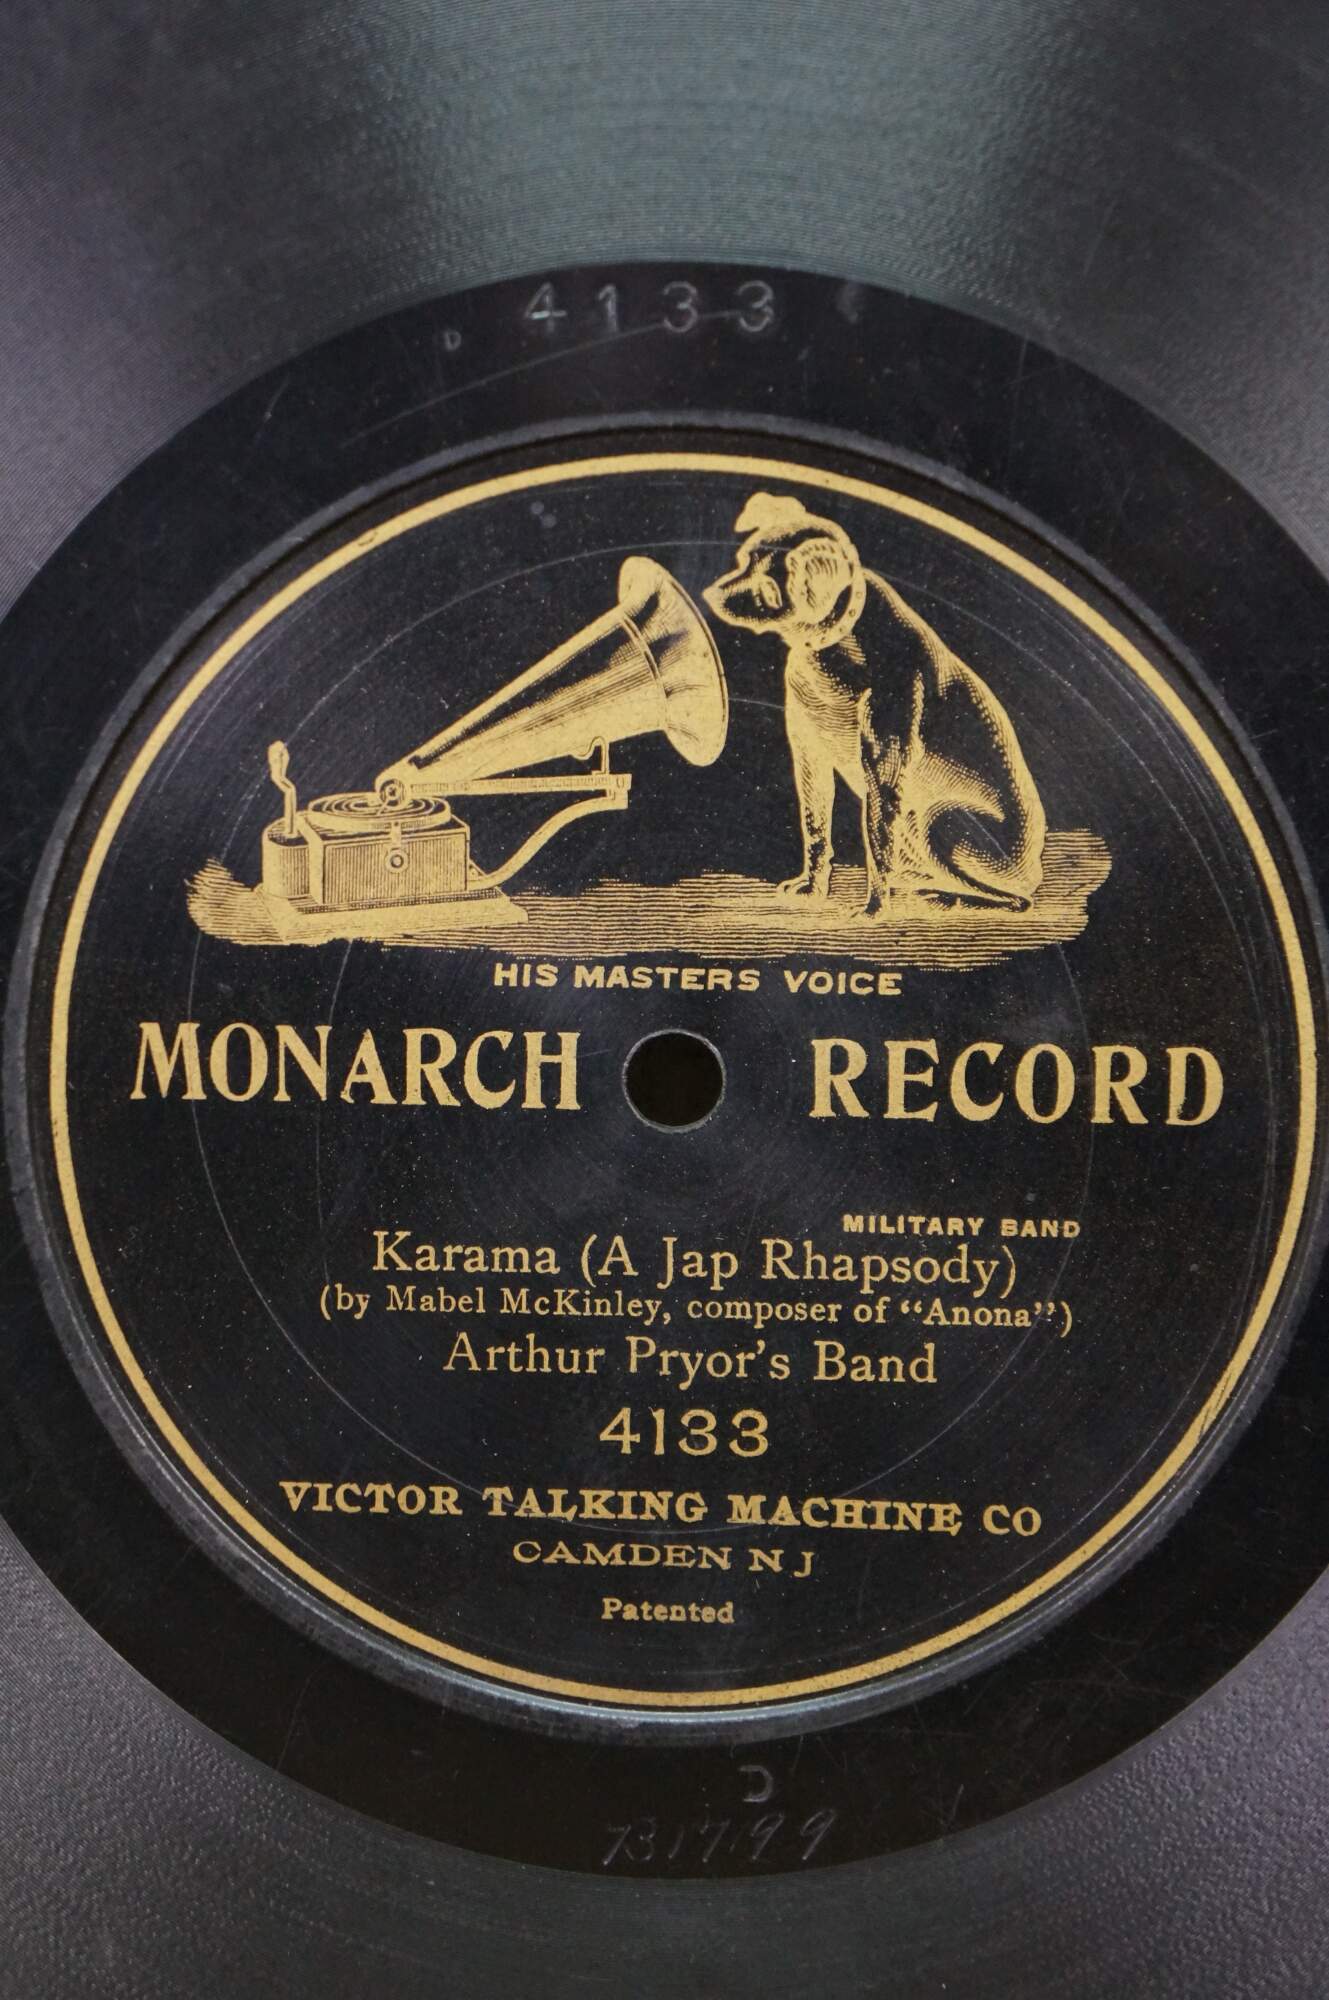 4133
D
HIS MASTERS VOICE
MONARCH RECORD
MILITARY BAND
Karama (A Jap Rhapsody)
(by Mabel McKinley, composer of “Anona”)
Arthur Pryor's Band
4133
VICTOR TALKING MACHINE CO
CAMDEN N J
Patented
D